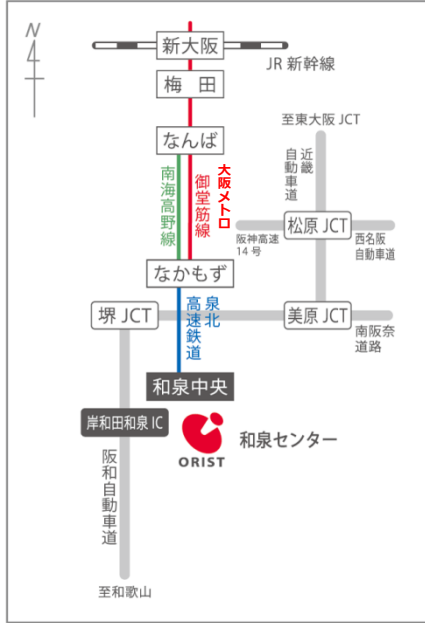 N
新大阪
JR 新幹線
梅 田
至東大阪 JCT
なんば
近畿
自動車道
南海高野線
御堂筋線
大阪メトロ
松原 JCT
阪神高速
14 号
西名阪
自動車道
なかもず
堺 JCT
泉北
高速鉄道
美原 JCT
南阪奈
道路
和泉中央
岸和田和泉 IC
ORIST
和泉センター
阪和自動車道
至和歌山